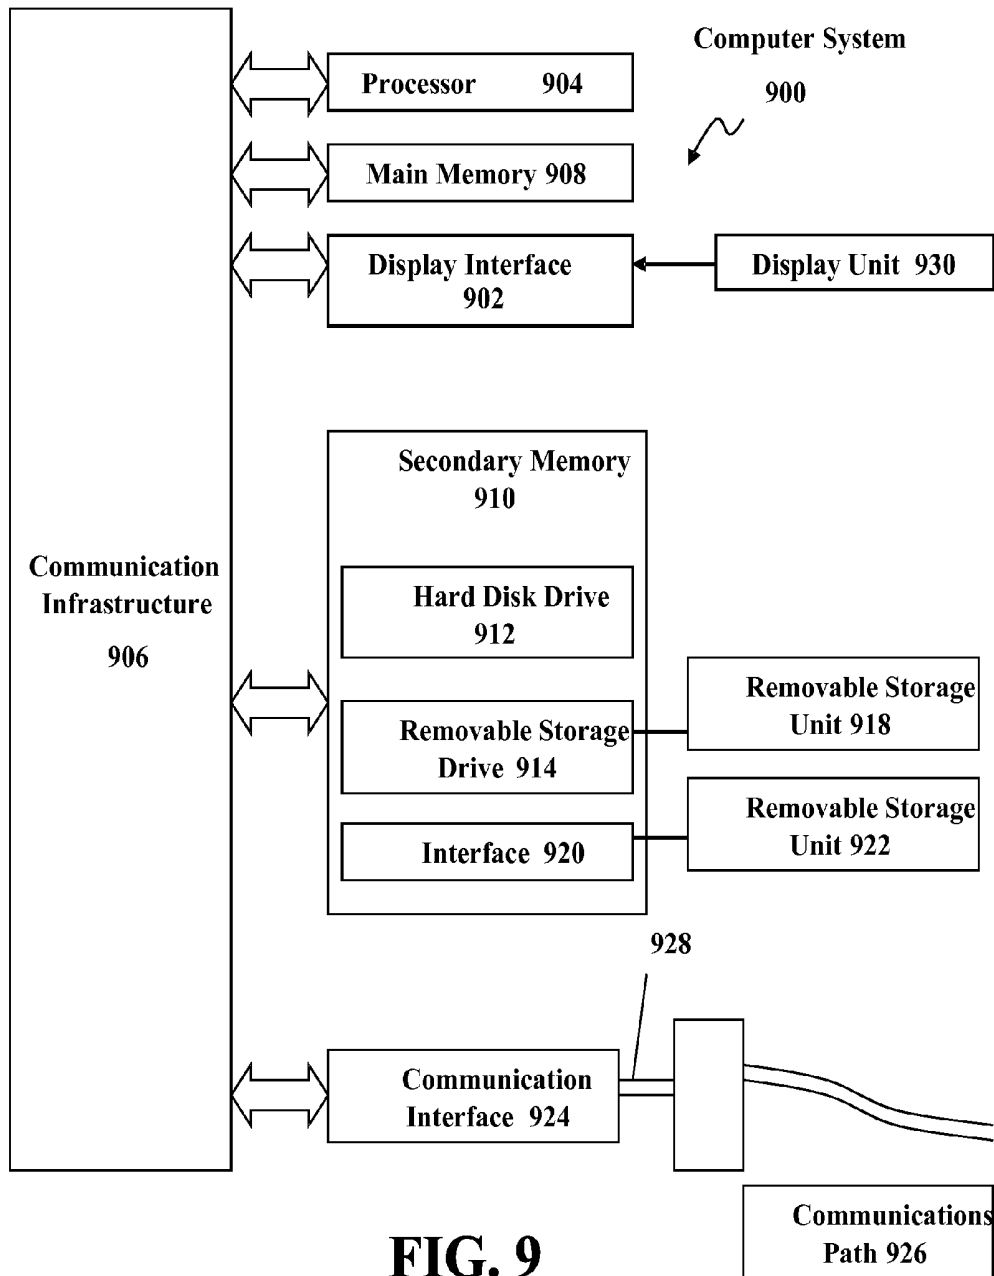 Computer System
900
Processor 904
Main Memory 908
Display Interface
902
Display Unit 930
Secondary Memory
910
Communication
Infrastructure
906
Hard Disk Drive
912
Removable Storage
Drive 914
Removable Storage
Unit 918
Interface 920
Removable Storage
Unit 922
928
Communication
Interface 924
Communications
Path 926
FIG. 9